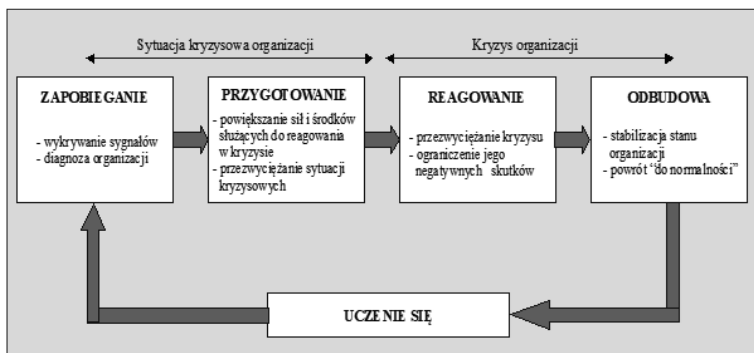 Sytuacja kryzysowa organizacji
Kryzys organizacji
ZAPOBIEGANIE
- wykrywanie sygnałów
- diagnoza organizacji
PRZYGOTOWANIE
- powiększanie sił i środków
służących do reagowania
w kryzysie
- przezwyciężanie sytuacji
kryzysowych
REAGOWANIE
- przezwyciężanie kryzysu
- ograniczenie jego
negatywnych skutków
ODBUDOWA
- stabilizacja stanu
organizacji
- powrót “do normalności”
UCZENIE SIĘ